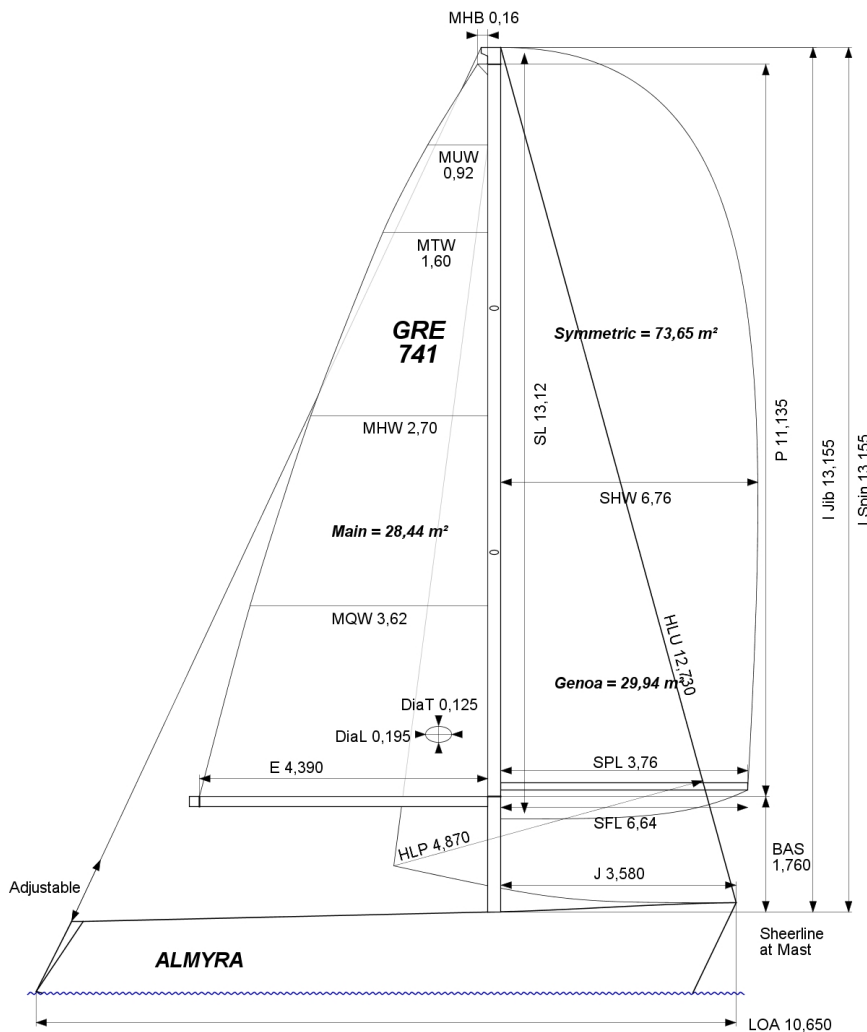 MHB 0,16
MUW
0,92
MTW
1,60
GRE
741
Symmetric = 73,65 m²
SL 13,12
P 11,135
I Jib 13,155
I Spin 13,155
MHW 2,70
SHW 6,76
Main = 28,44 m²
MQW 3,62
HLU 12,730
Genoa = 29,94 m²
DiaT 0,125
DiaL 0,195
E 4,390
SPL 3,76
SFL 6,64
HLP 4,870
BAS
1,760
J 3,580
Adjustable
Sheerline
at Mast
ALMYRA
LOA 10,650